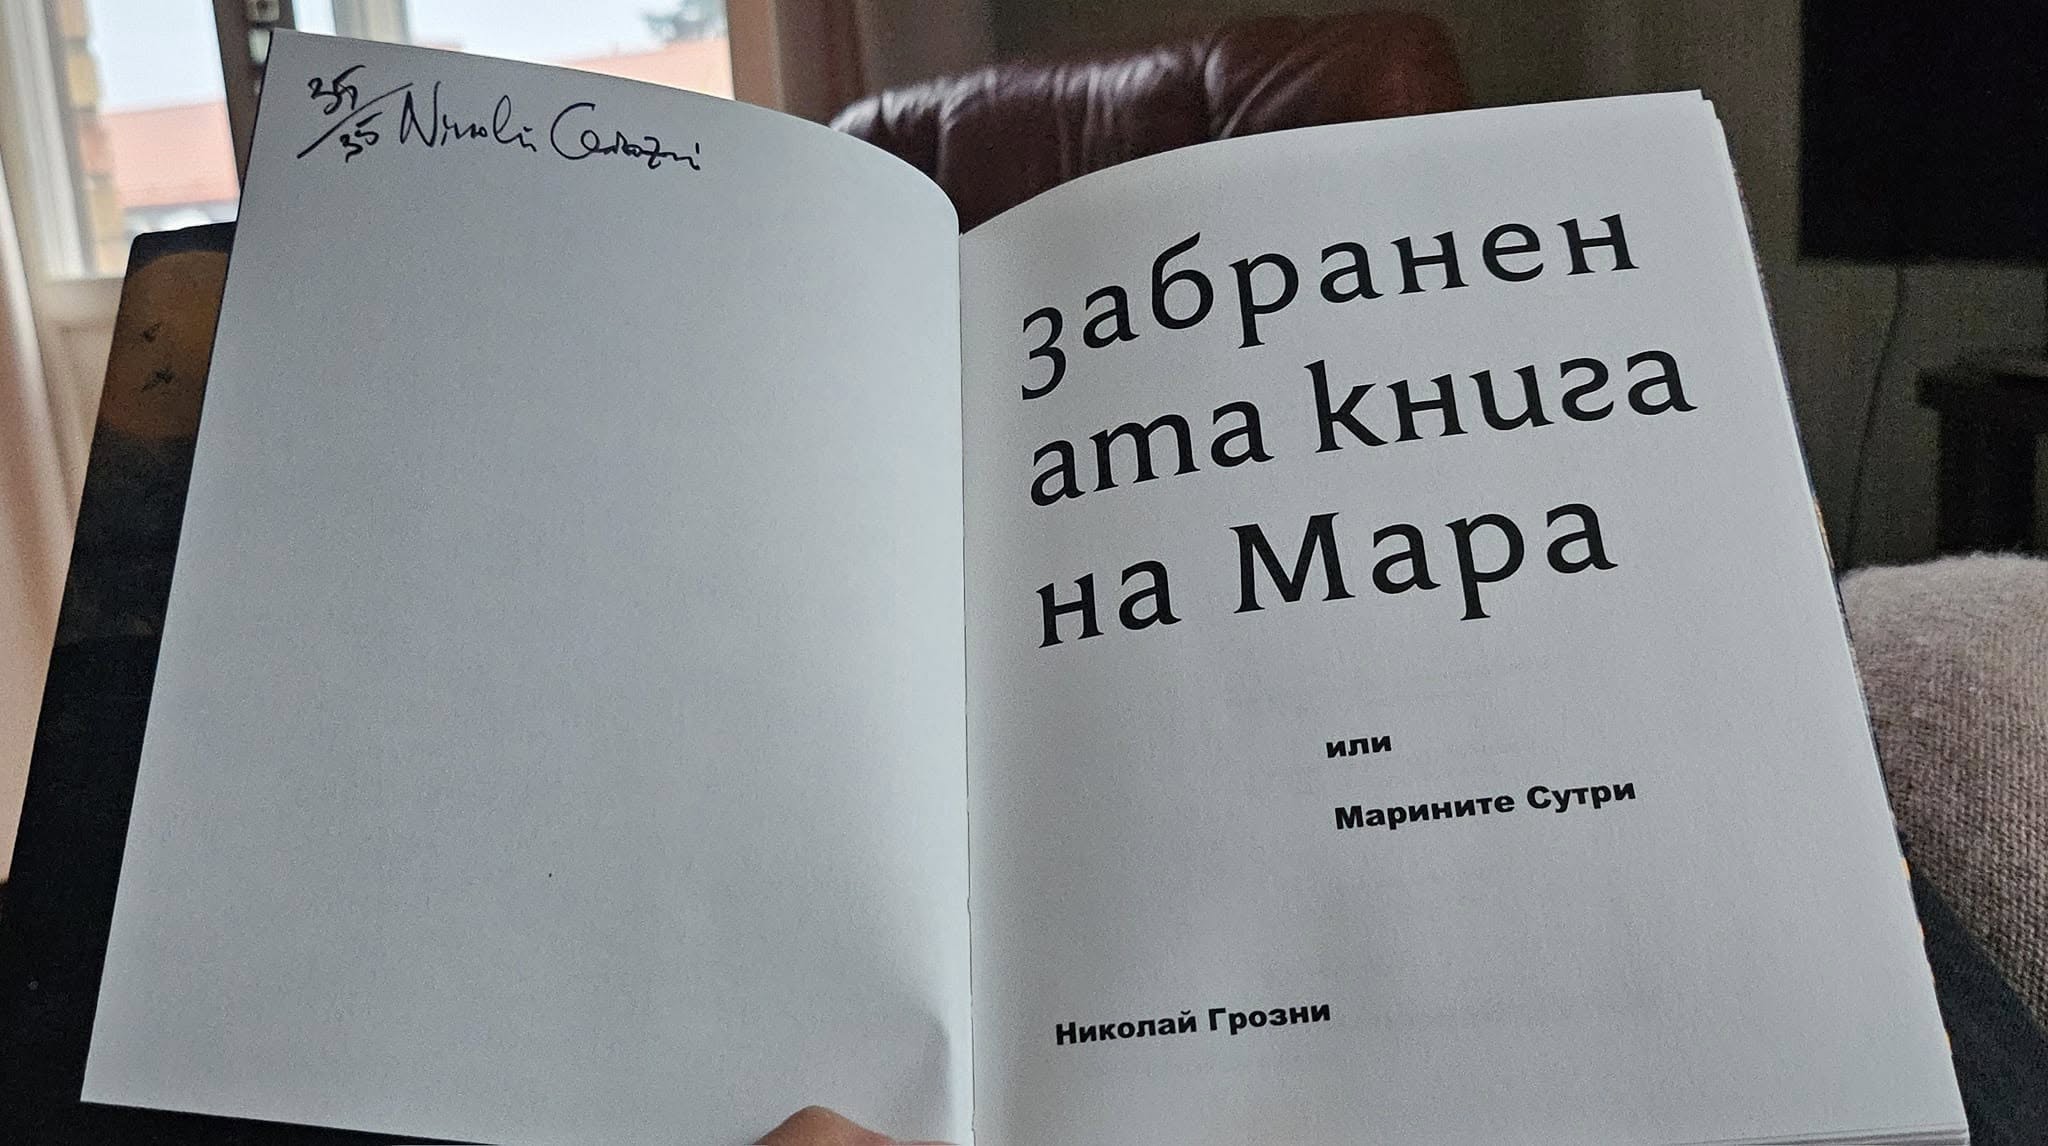 35/35 Nikolai Grozni
забранен
ата книга
на Мара
или
Марините Сутри
Николай Грозни